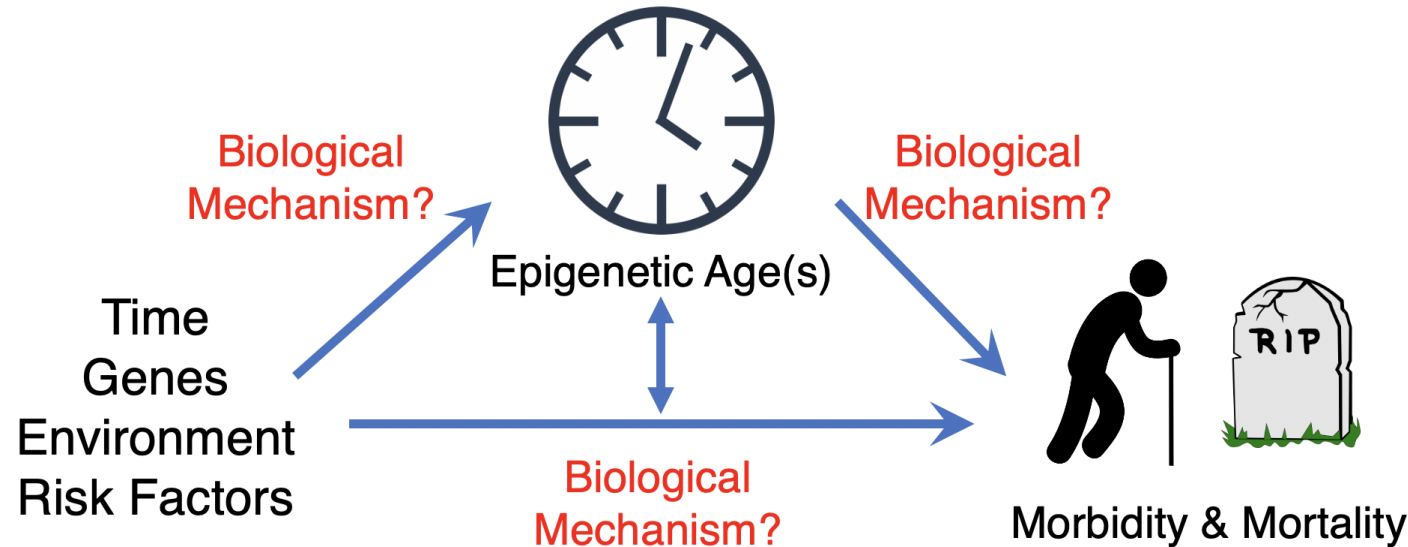 Biological
Mechanism?
Biological
Mechanism?
Epigenetic Age(s)
Time
Genes
Environment
Risk Factors
RIP
Biological
Mechanism?
Morbidity & Mortality